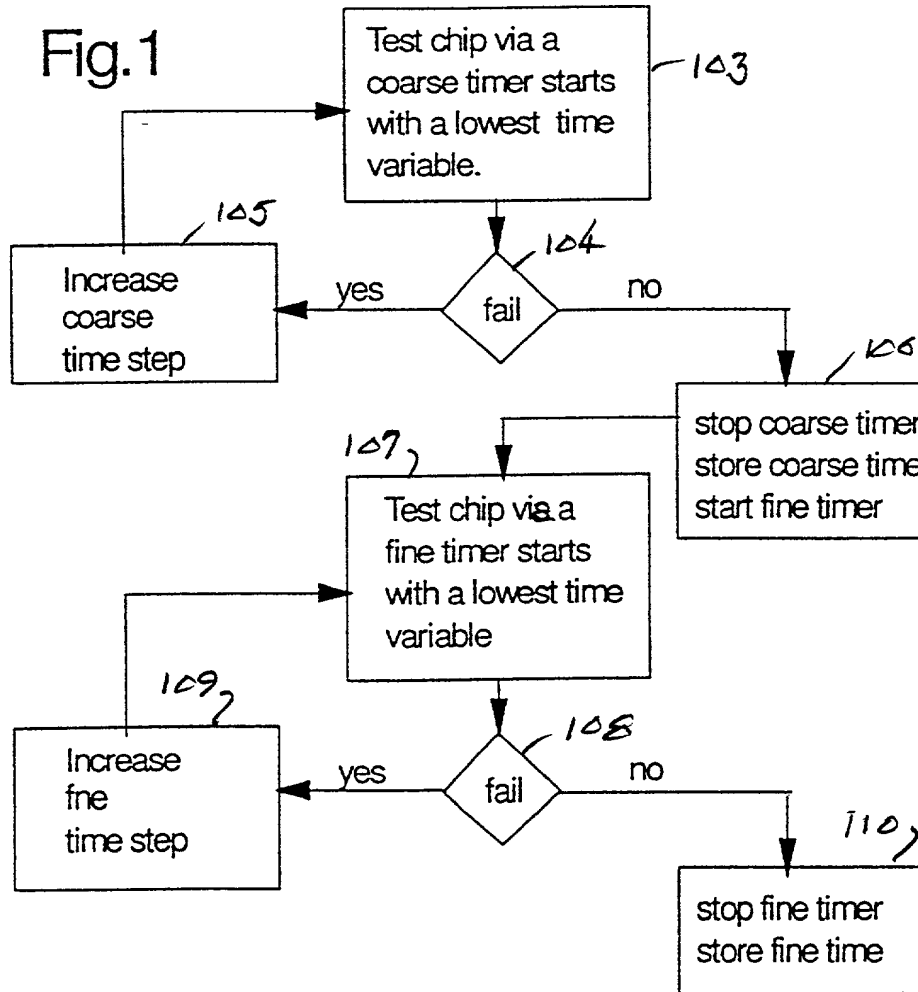 Fig.1
Test chip via a
coarse timer starts
with a lowest time
variable.
103
105
Increase
coarse
time step
104
fail
yes
no
106
stop coarse timer
store coarse time
start fine timer
107
Test chip via a
fine timer starts
with a lowest time
variable
109
Increase
fne
time step
108
fail
yes
no
110
stop fine timer
store fine time